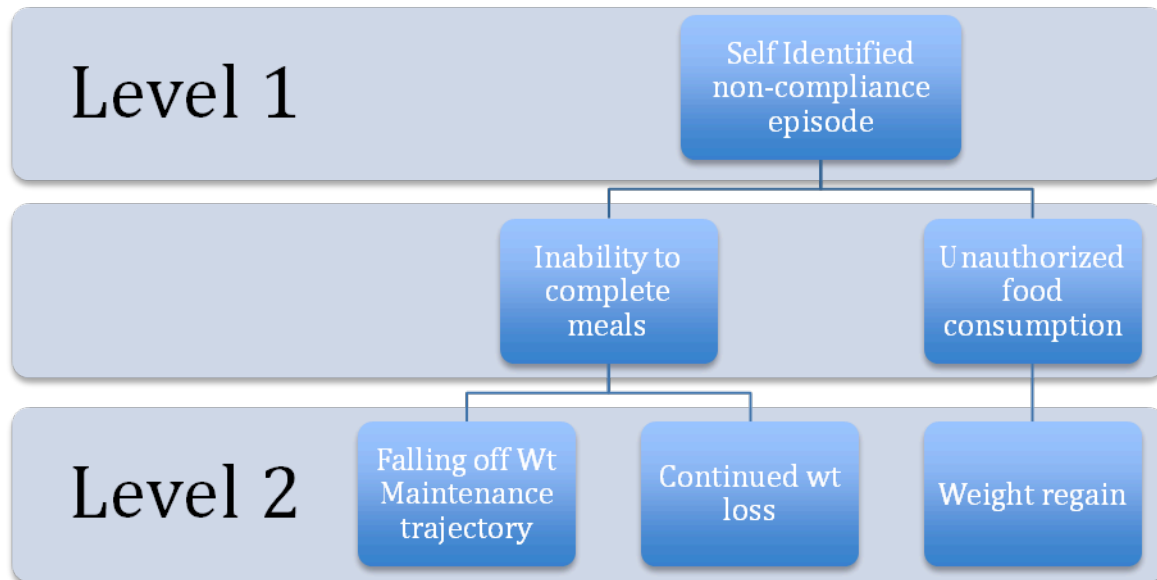 Level 1
Self Identified
non-compliance
episode
Inability to
complete
meals
Unauthorized
food
consumption
Level 2
Falling off Wt
Maintenance
trajectory
Continued wt
loss
Weight regain